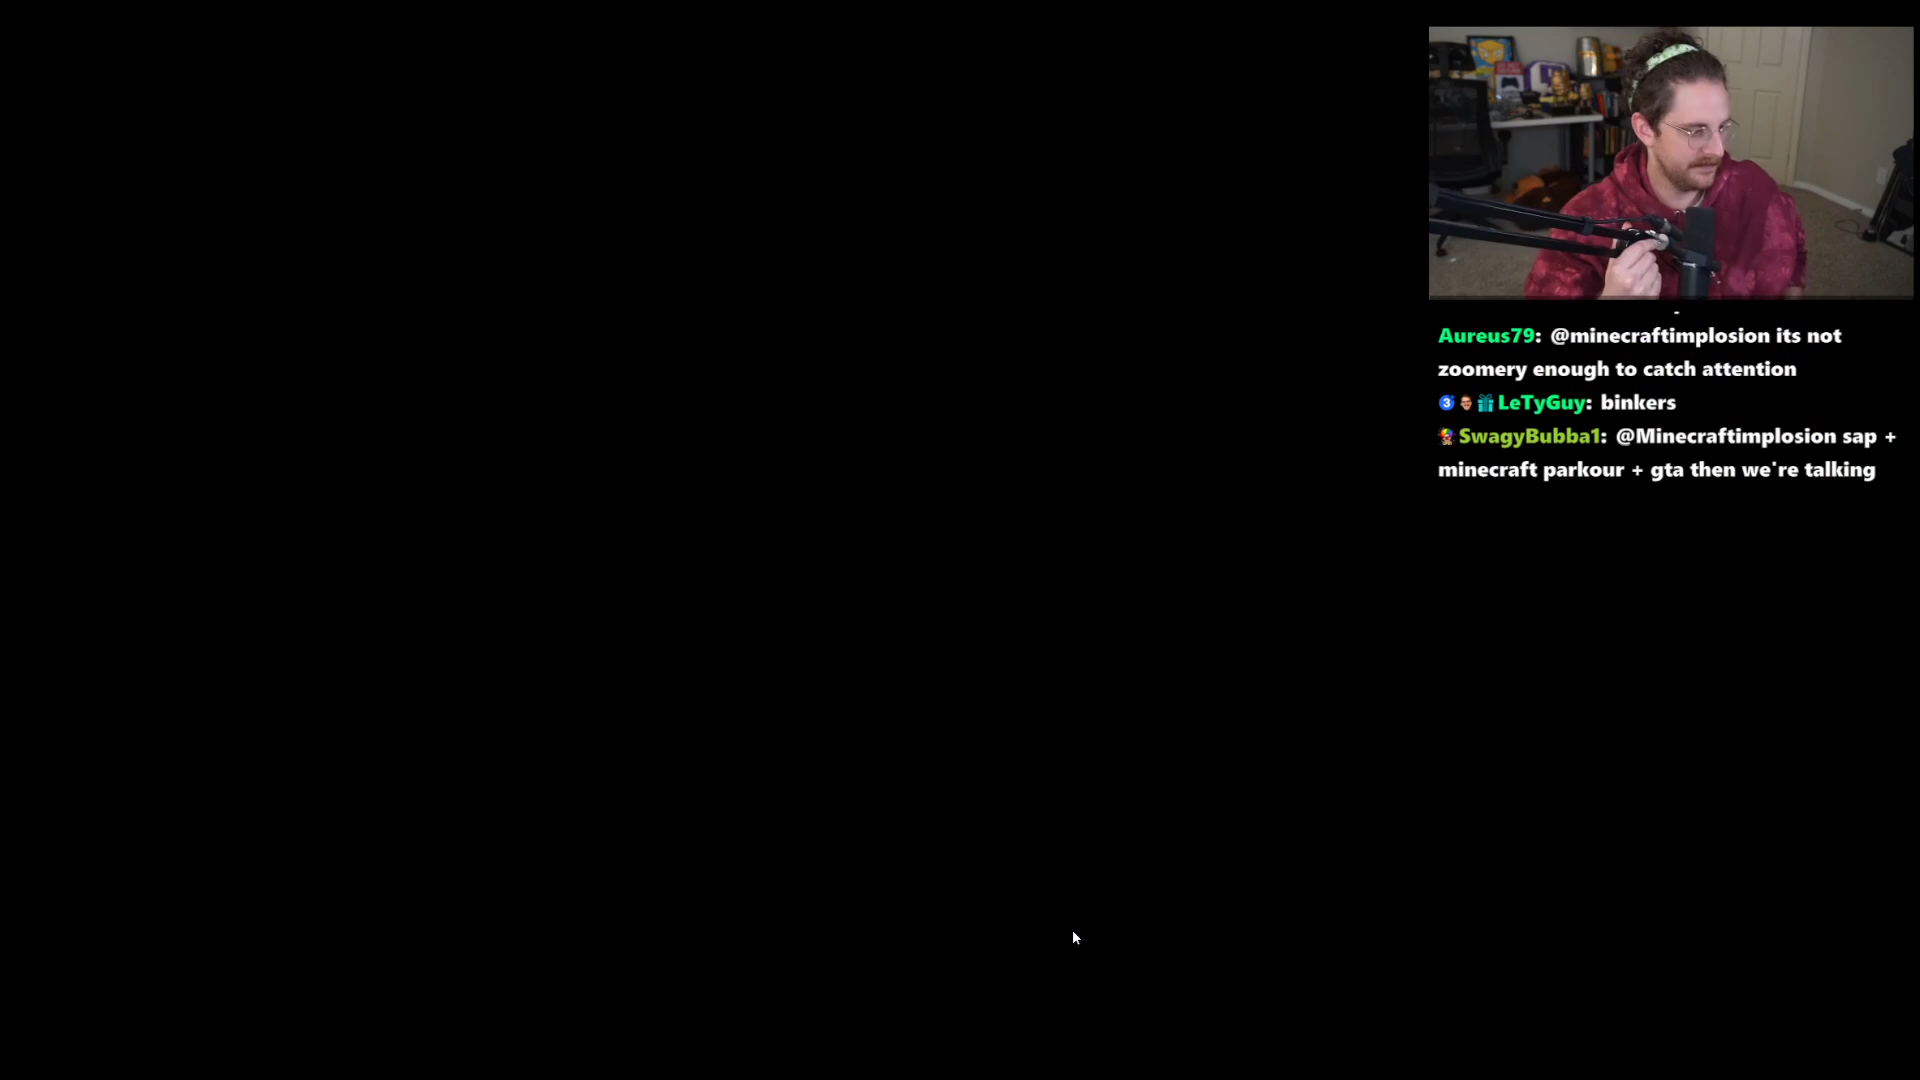 Aureus79: @minecraftimplosion its not
zoomery enough to catch attention
3 LeTyGuy: binkers
SwagyBubba1: @Minecraftimplosion sap +
minecraft parkour + gta then we're talking